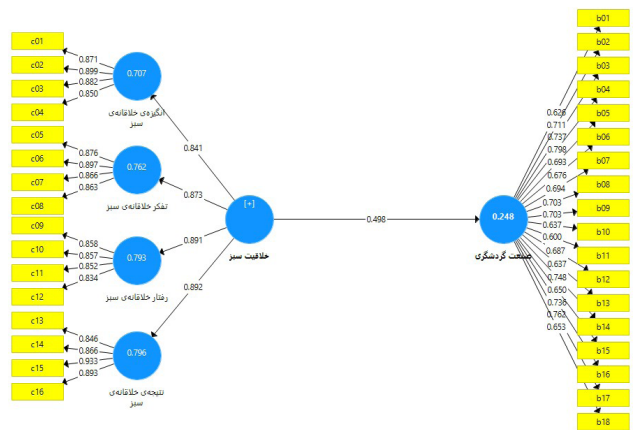 c01
c02
c03
c04
c05
c06
c07
c08
c09
c10
c11
c12
c13
c14
c15
c16
0.871
0.899
0.882
0.850
0.876
0.897
0.866
0.863
0.858
0.857
0.852
0.834
0.846
0.866
0.933
0.893
0.707
انگیزه‌ی خلاقانه‌ی
سبز
0.762
تفکر خلاقانه‌ی سبز
0.793
رفتار خلاقانه‌ی سبز
0.796
نتیجه‌ی خلاقانه‌ی
سبز
0.841
0.873
0.891
0.892
[+]
خلاقیت سبز
0.498
0.248
صنعت گردشگری
0.626
0.711
0.737
0.798
0.693
0.676
0.694
0.703
0.703
0.637
0.600
0.687
0.637
0.748
0.650
0.736
0.762
0.653
b01
b02
b03
b04
b05
b06
b07
b08
b09
b10
b11
b12
b13
b14
b15
b16
b17
b18